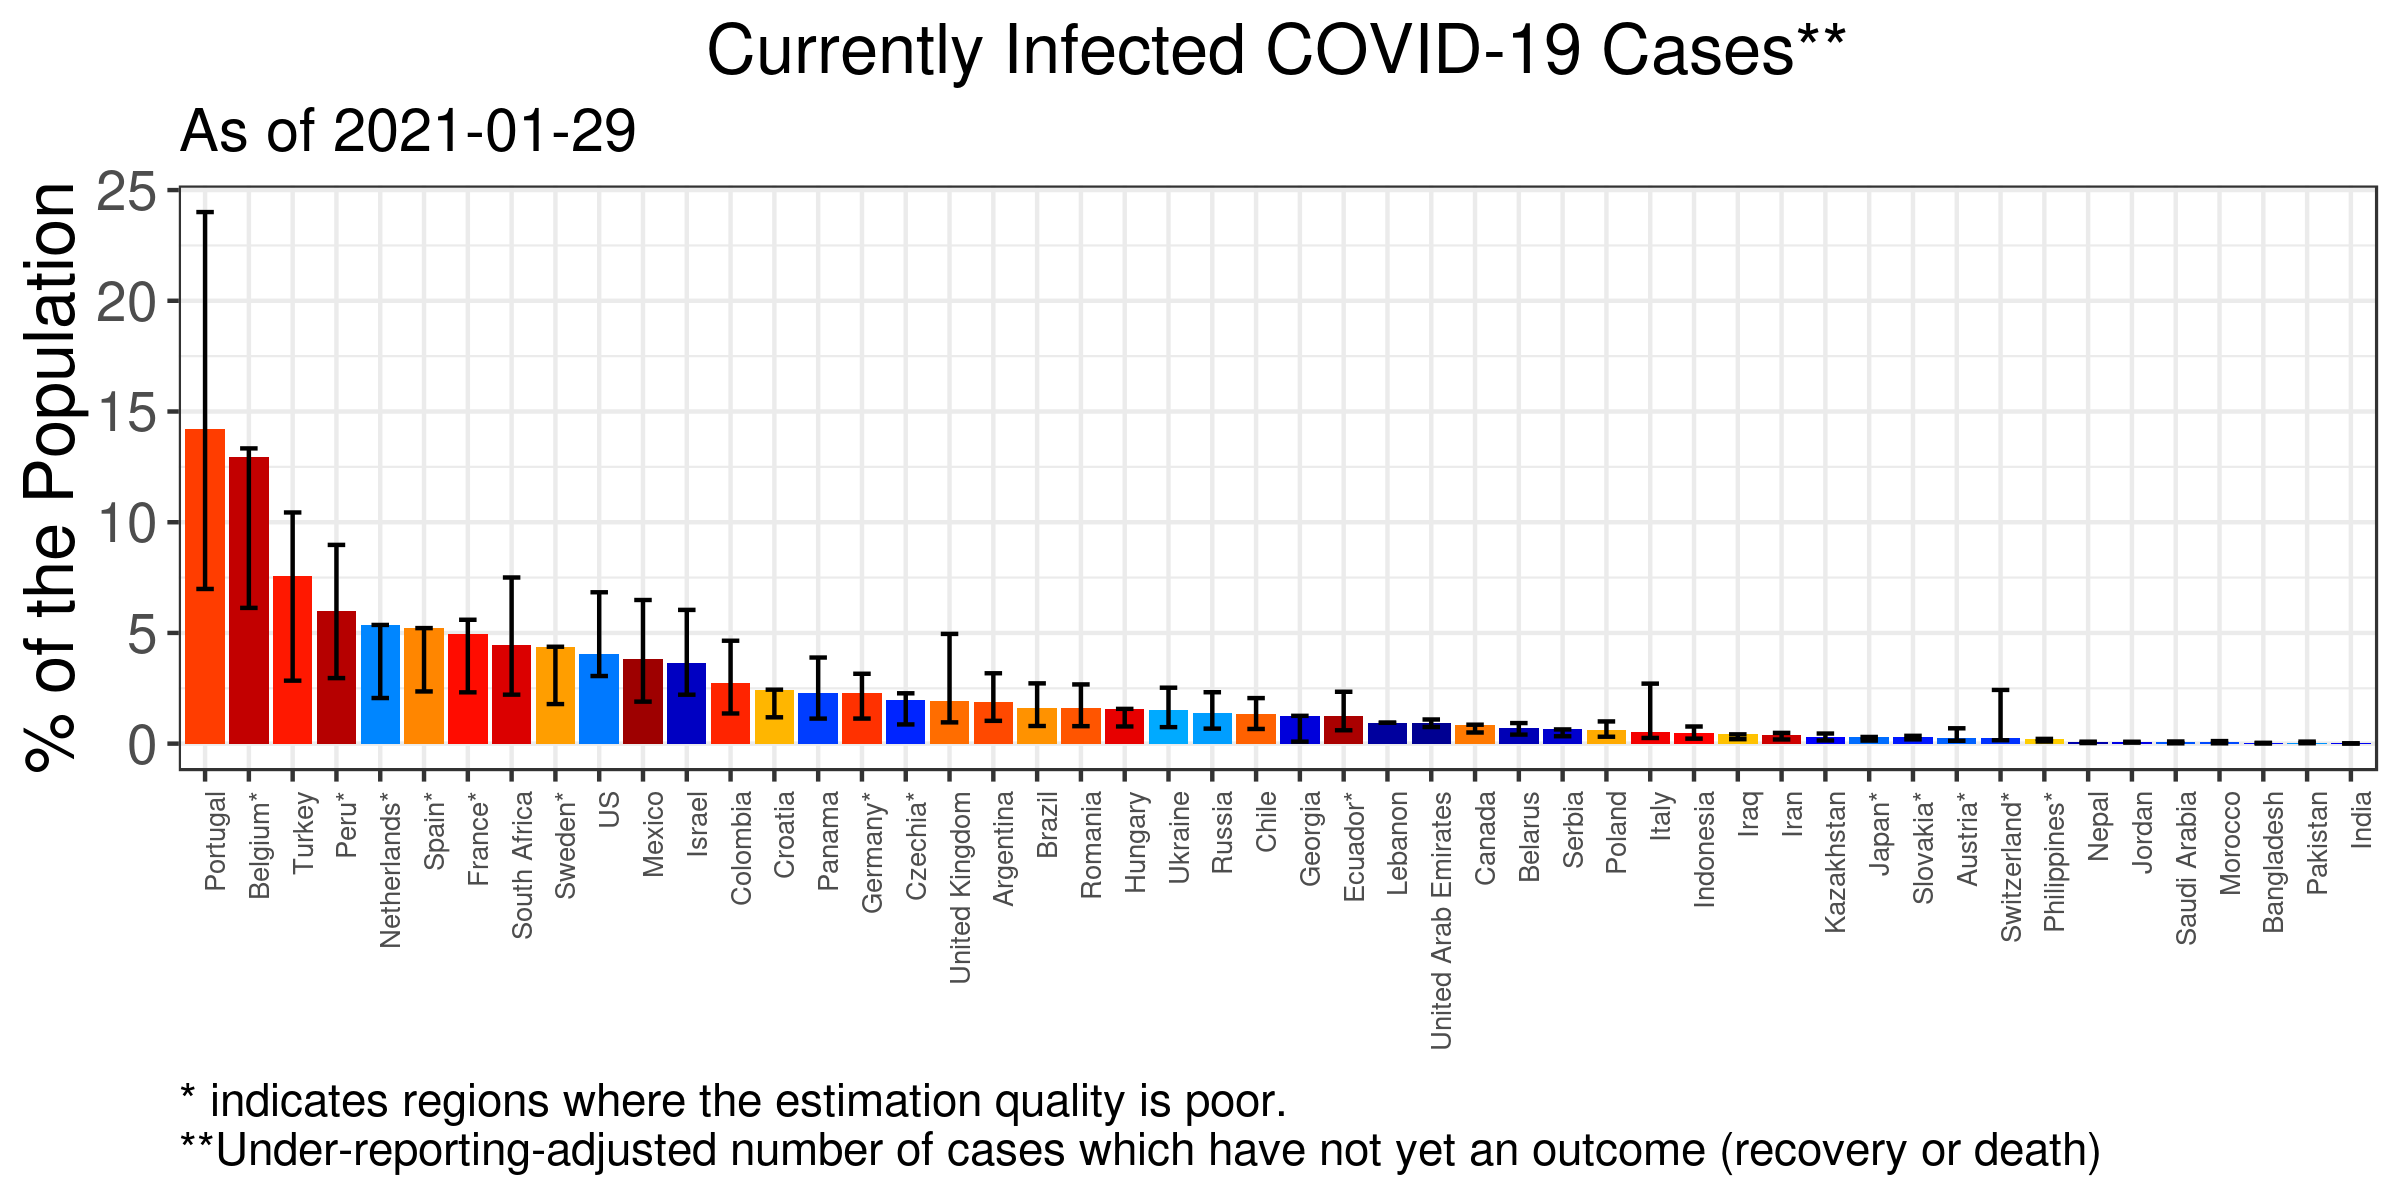 Currently Infected COVID-19 Cases**
As of 2021-01-29
% of the Population
25
20
15
10
5
0
Portugal
Belgium*
Turkey
Peru*
Netherlands*
Spain*
France*
South Africa
Sweden*
US
Mexico
Israel
Colombia
Croatia
Panama
Germany*
Czechia*
United Kingdom
Argentina
Brazil
Romania
Hungary
Ukraine
Russia
Chile
Georgia
Ecuador*
Lebanon
United Arab Emirates
Canada
Belarus
Serbia
Poland
Italy
Indonesia
Iraq
Iran
Kazakhstan
Japan*
Slovakia*
Austria*
Switzerland*
Philippines*
Nepal
Jordan
Saudi Arabia
Morocco
Bangladesh
Pakistan
India
* indicates regions where the estimation quality is poor.
**Under-reporting-adjusted number of cases which have not yet an outcome (recovery or death)